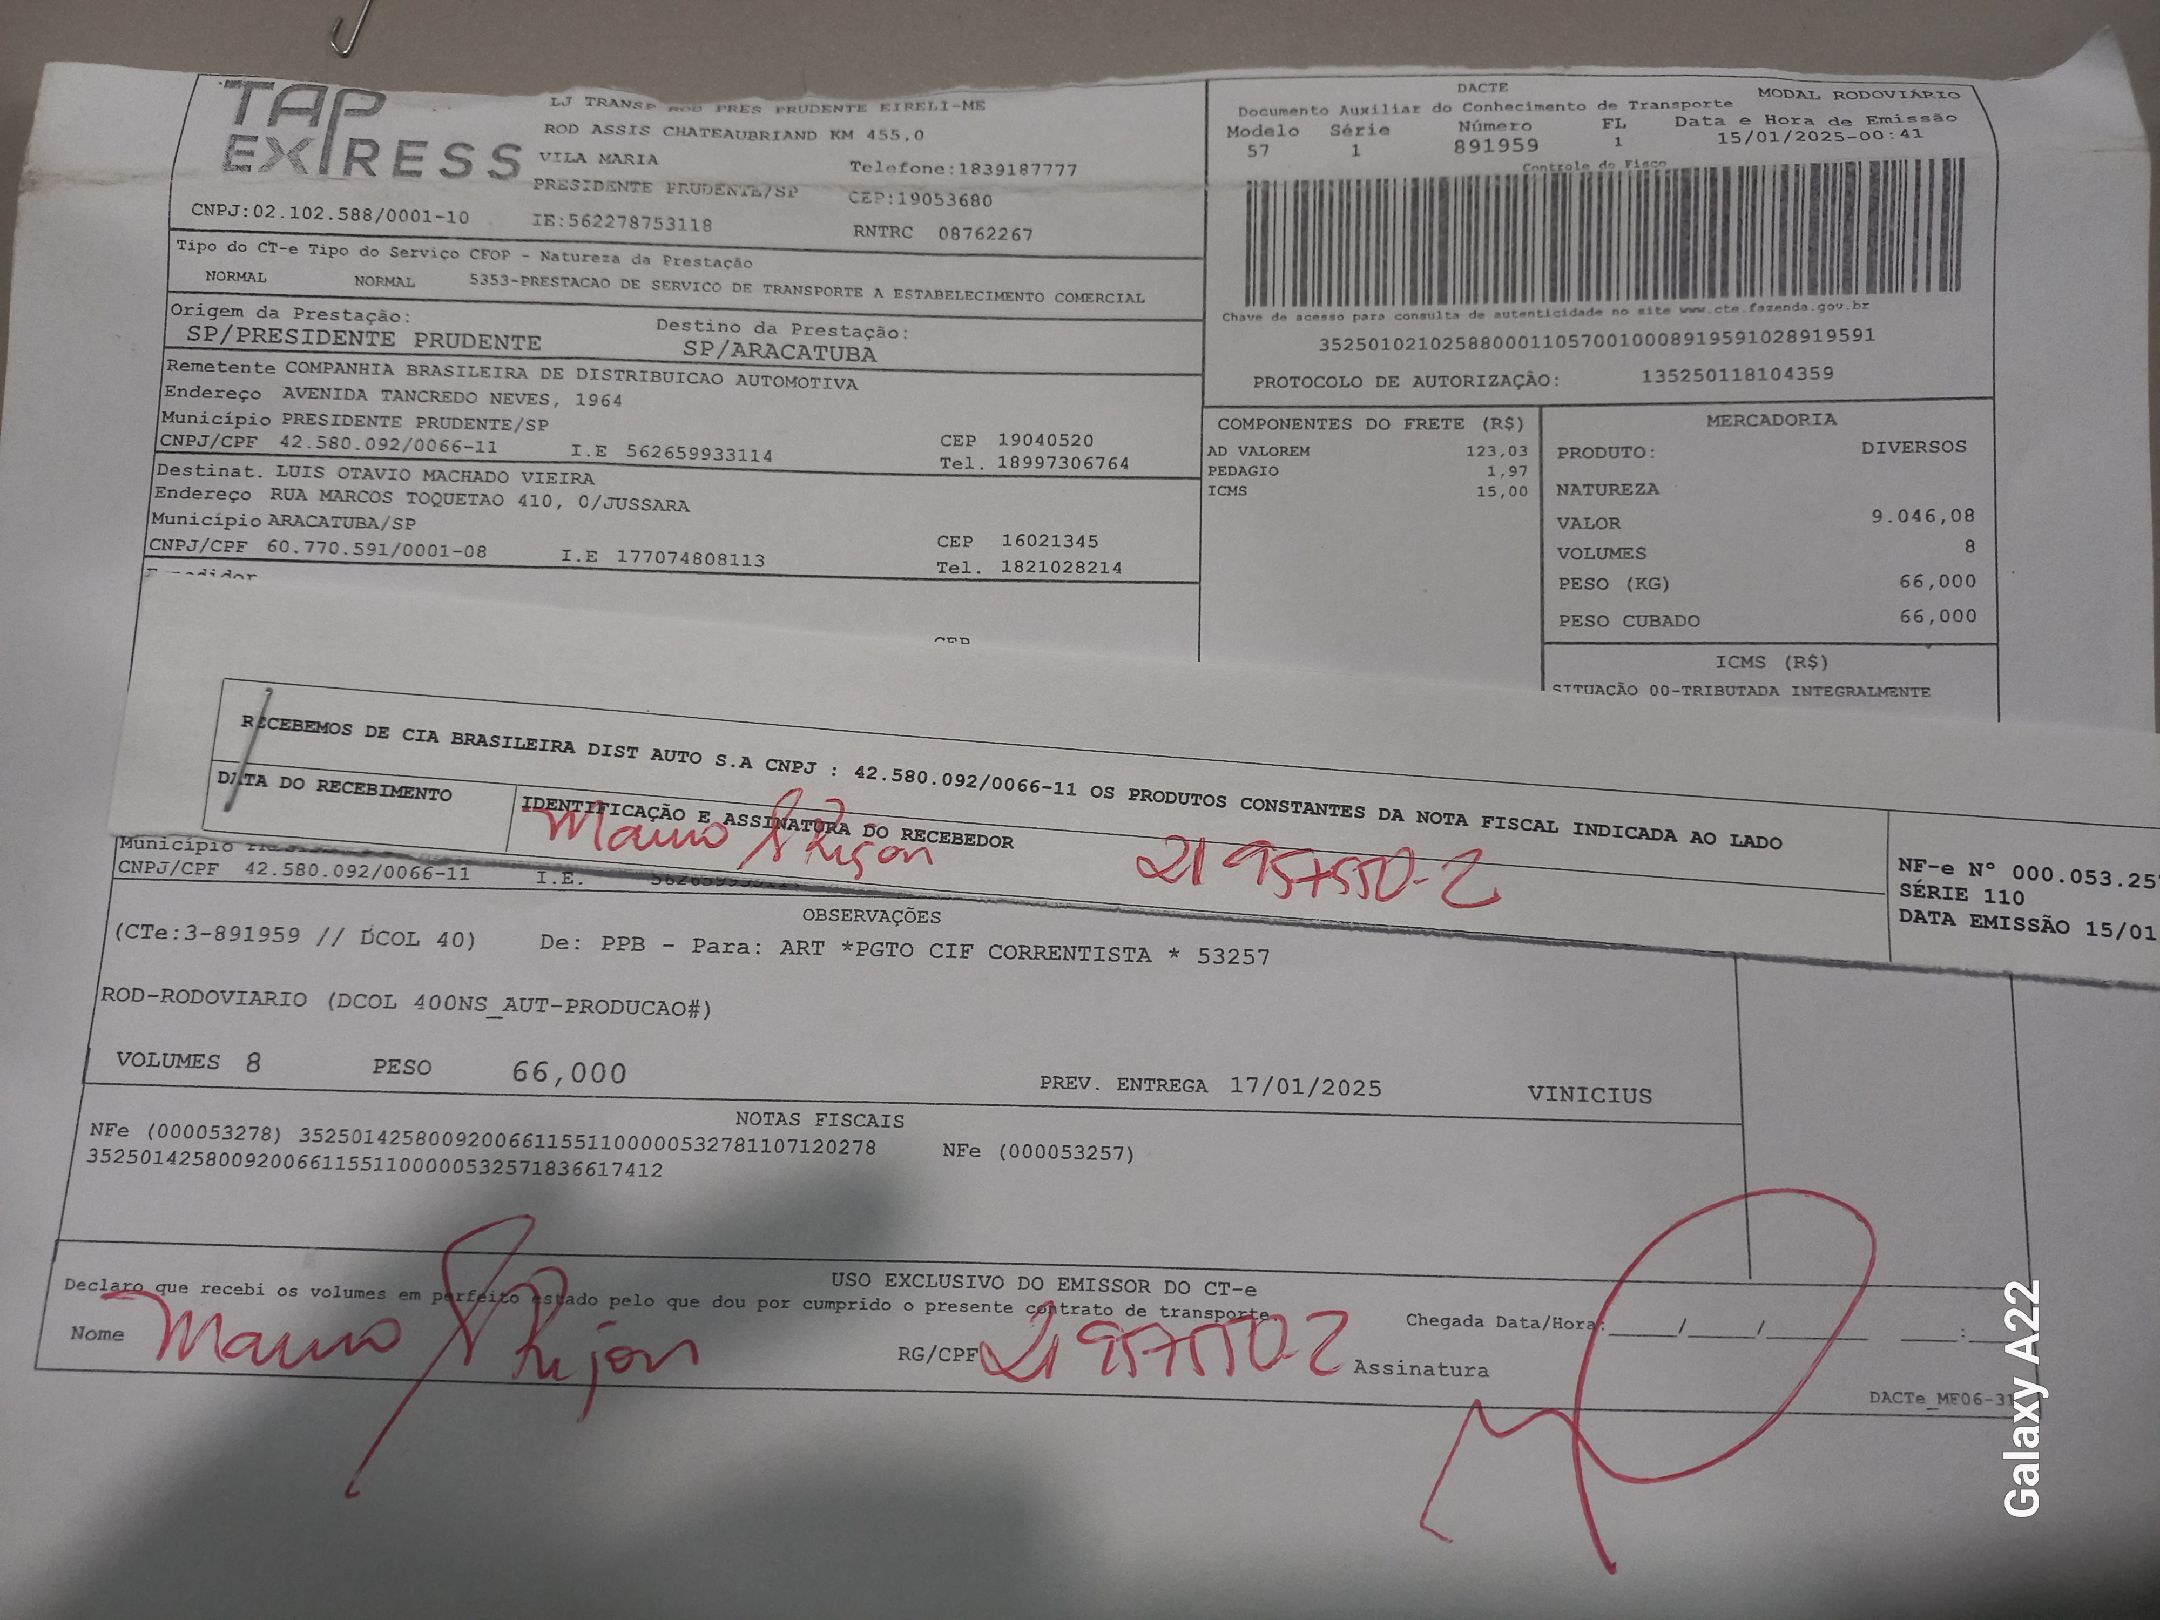 TAP
EXPRESS
LJ TRANSP ROD PRES PRUDENTE EIRELI-ME
ROD ASSIS CHATEAUBRIAND KM 455,0
VILA MARIA
Telefone:1839187777
PRESIDENTE PRUDENTE/SP
CEP:19053680
CNPJ:02.102.588/0001-10
IE:562278753118
RNTRC 08762267
DACTE
Documento Auxiliar do Conhecimento de Transporte
MODAL RODOVIÁRIO
Modelo Série Número FL Data e Hora de Emissão
57 1 891959 1 15/01/2025-00:41
Controle do Fisco
Chave de acesso para consulta de autenticidade no site www.cte.fazenda.gov.br
35250102102588000110570010008919591028919591
PROTOCOLO DE AUTORIZAÇÃO: 135250118104359
Tipo do CT-e Tipo do Serviço CFOP - Natureza da Prestação
NORMAL NORMAL 5353-PRESTACAO DE SERVICO DE TRANSPORTE A ESTABELECIMENTO COMERCIAL
Origem da Prestação:
SP/PRESIDENTE PRUDENTE
Destino da Prestação:
SP/ARACATUBA
Remetente COMPANHIA BRASILEIRA DE DISTRIBUICAO AUTOMOTIVA
Endereço AVENIDA TANCREDO NEVES, 1964
Município PRESIDENTE PRUDENTE/SP
CEP 19040520
CNPJ/CPF 42.580.092/0066-11 I.E 562659933114 Tel. 18997306764
Destinat. LUIS OTAVIO MACHADO VIEIRA
Endereço RUA MARCOS TOQUETAO 410, 0/JUSSARA
Município ARACATUBA/SP
CEP 16021345
CNPJ/CPF 60.770.591/0001-08 I.E 177074808113 Tel. 1821028214
COMPONENTES DO FRETE (R$)
AD VALOREM 123,03
PEDAGIO 1,97
ICMS 15,00
MERCADORIA
PRODUTO: DIVERSOS
NATUREZA
VALOR 9.046,08
VOLUMES 8
PESO (KG) 66,000
PESO CUBADO 66,000
ICMS (R$)
SITUAÇÃO 00-TRIBUTADA INTEGRALMENTE
CEP
RECEBEMOS DE CIA BRASILEIRA DIST AUTO S.A CNPJ : 42.580.092/0066-11 OS PRODUTOS CONSTANTES DA NOTA FISCAL INDICADA AO LADO
DATA DO RECEBIMENTO
IDENTIFICAÇÃO E ASSINATURA DO RECEBEDOR
Mauro
21957550-2
NF-e Nº 000.053.25
SÉRIE 110
DATA EMISSÃO 15/01
Município
CNPJ/CPF 42.580.092/0066-11 I.E.
OBSERVAÇÕES
(CTe:3-891959 // DCOL 40) De: PPB - Para: ART *PGTO CIF CORRENTISTA * 53257
ROD-RODOVIARIO (DCOL 400NS_AUT-PRODUCAO#)
VOLUMES 8 PESO 66,000 PREV. ENTREGA 17/01/2025 VINICIUS
NOTAS FISCAIS
NFe (000053278) 35250142580092006611551100000532781107120278 NFe (000053257)
35250142580092006611551100000532571836617412
USO EXCLUSIVO DO EMISSOR DO CT-e
Declaro que recebi os volumes em perfeito estado pelo que dou por cumprido o presente contrato de transporte.
Nome Mauro
RG/CPF 21957550-2
Assinatura
Chegada Data/Hora:____/____/______ ___:
DACTe_MF06-31
Galaxy A22